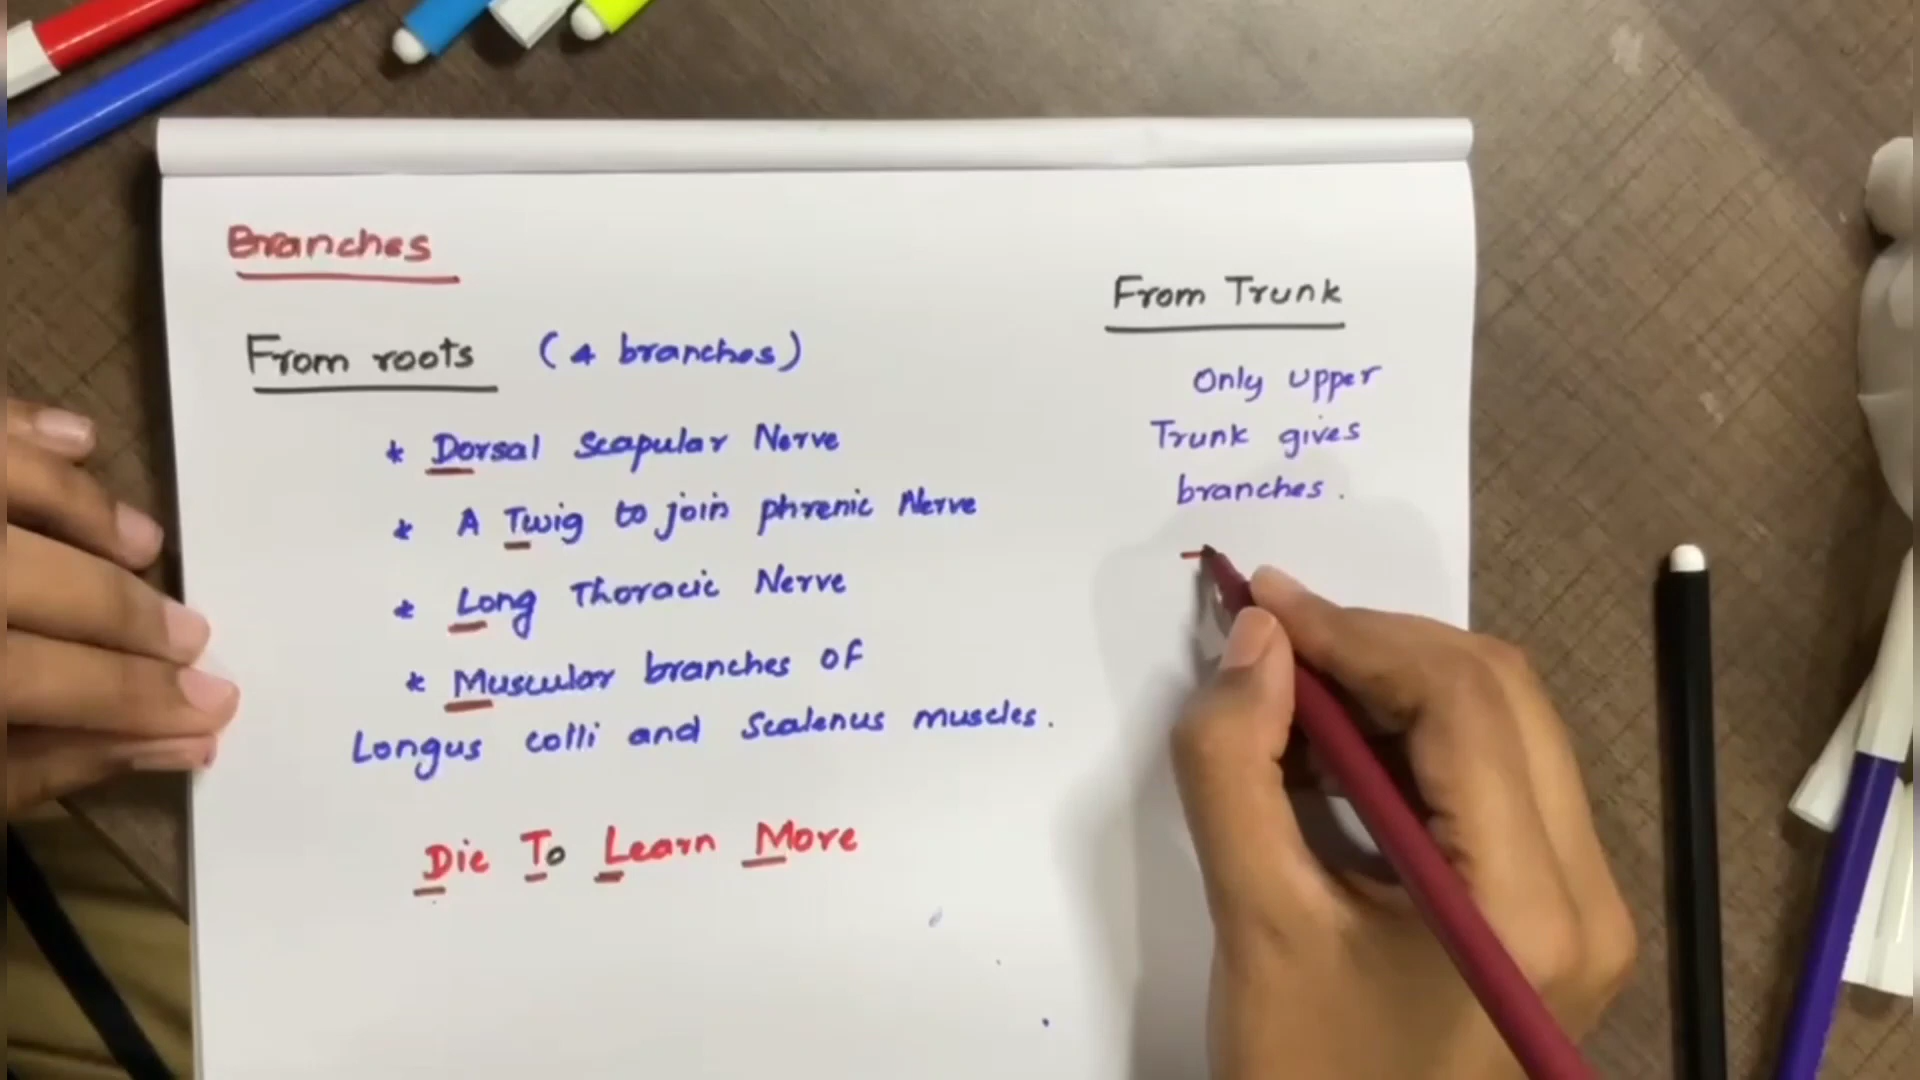 Branches
From roots (4 branches)
* Dorsal Scapular Nerve
* A Twig to join phrenic Nerve
* Long Thoracic Nerve
* Muscular branches of
Longus colli and Scalenus muscles.
Die To Learn More
From Trunk
Only upper
Trunk gives
branches.